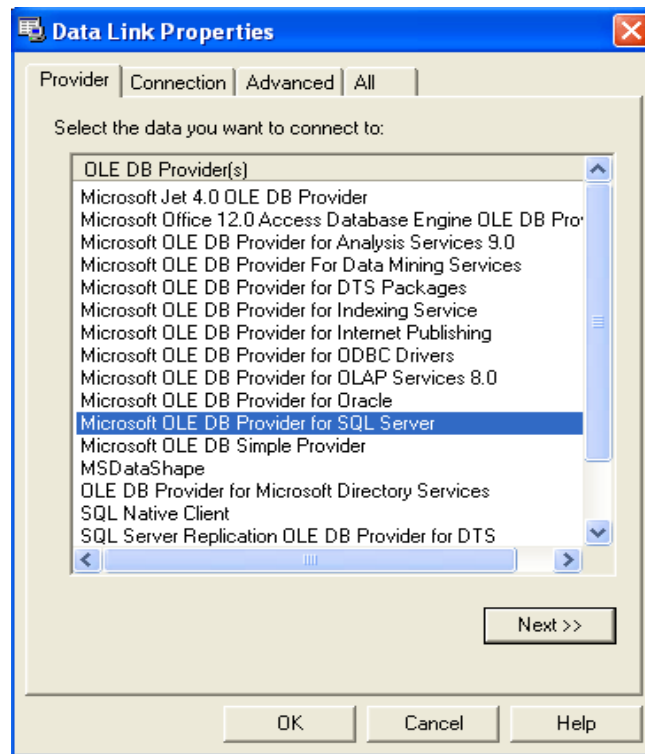 Data Link Properties
Provider Connection Advanced All
Select the data you want to connect to:
OLE DB Provider(s)
Microsoft Jet 4.0 OLE DB Provider
Microsoft Office 12.0 Access Database Engine OLE DB Pro
Microsoft OLE DB Provider for Analysis Services 9.0
Microsoft OLE DB Provider For Data Mining Services
Microsoft OLE DB Provider for DTS Packages
Microsoft OLE DB Provider for Indexing Service
Microsoft OLE DB Provider for Internet Publishing
Microsoft OLE DB Provider for ODBC Drivers
Microsoft OLE DB Provider for OLAP Services 8.0
Microsoft OLE DB Provider for Oracle
Microsoft OLE DB Provider for SQL Server
Microsoft OLE DB Simple Provider
MSDataShape
OLE DB Provider for Microsoft Directory Services
SQL Native Client
SQL Server Replication OLE DB Provider for DTS
Next >>
OK Cancel Help